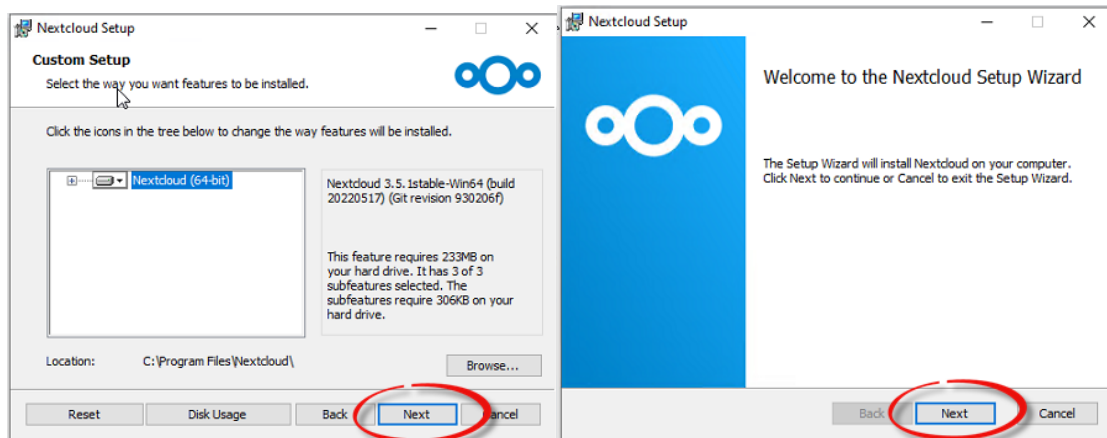 Nextcloud Setup
Custom Setup
Select the way you want features to be installed.
Click the icons in the tree below to change the way features will be installed.
Nextcloud (64-bit)
Nextcloud 3.5.1stable-Win64 (build
20220517) (Git revision 930206f)
This feature requires 233MB on
your hard drive. It has 3 of 3
subfeatures selected. The
subfeatures require 306KB on your
hard drive.
Location: C:\Program Files\Nextcloud\
Browse...
Reset Disk Usage Back Next Cancel
Nextcloud Setup
Welcome to the Nextcloud Setup Wizard
The Setup Wizard will install Nextcloud on your computer.
Click Next to continue or Cancel to exit the Setup Wizard.
Back Next Cancel